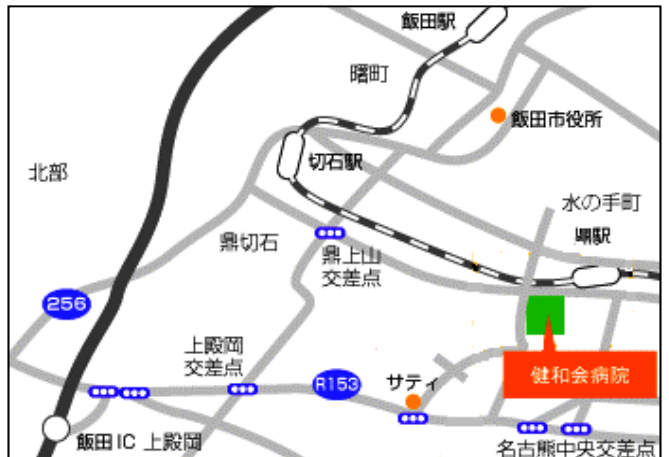 飯田駅
曙町
飯田市役所
切石駅
北部
水の手町
鼎駅
鼎切石
鼎上山
交差点
256
上殿岡
交差点
R153
サティ
健和会病院
飯田IC
上殿岡
名古熊中央交差点